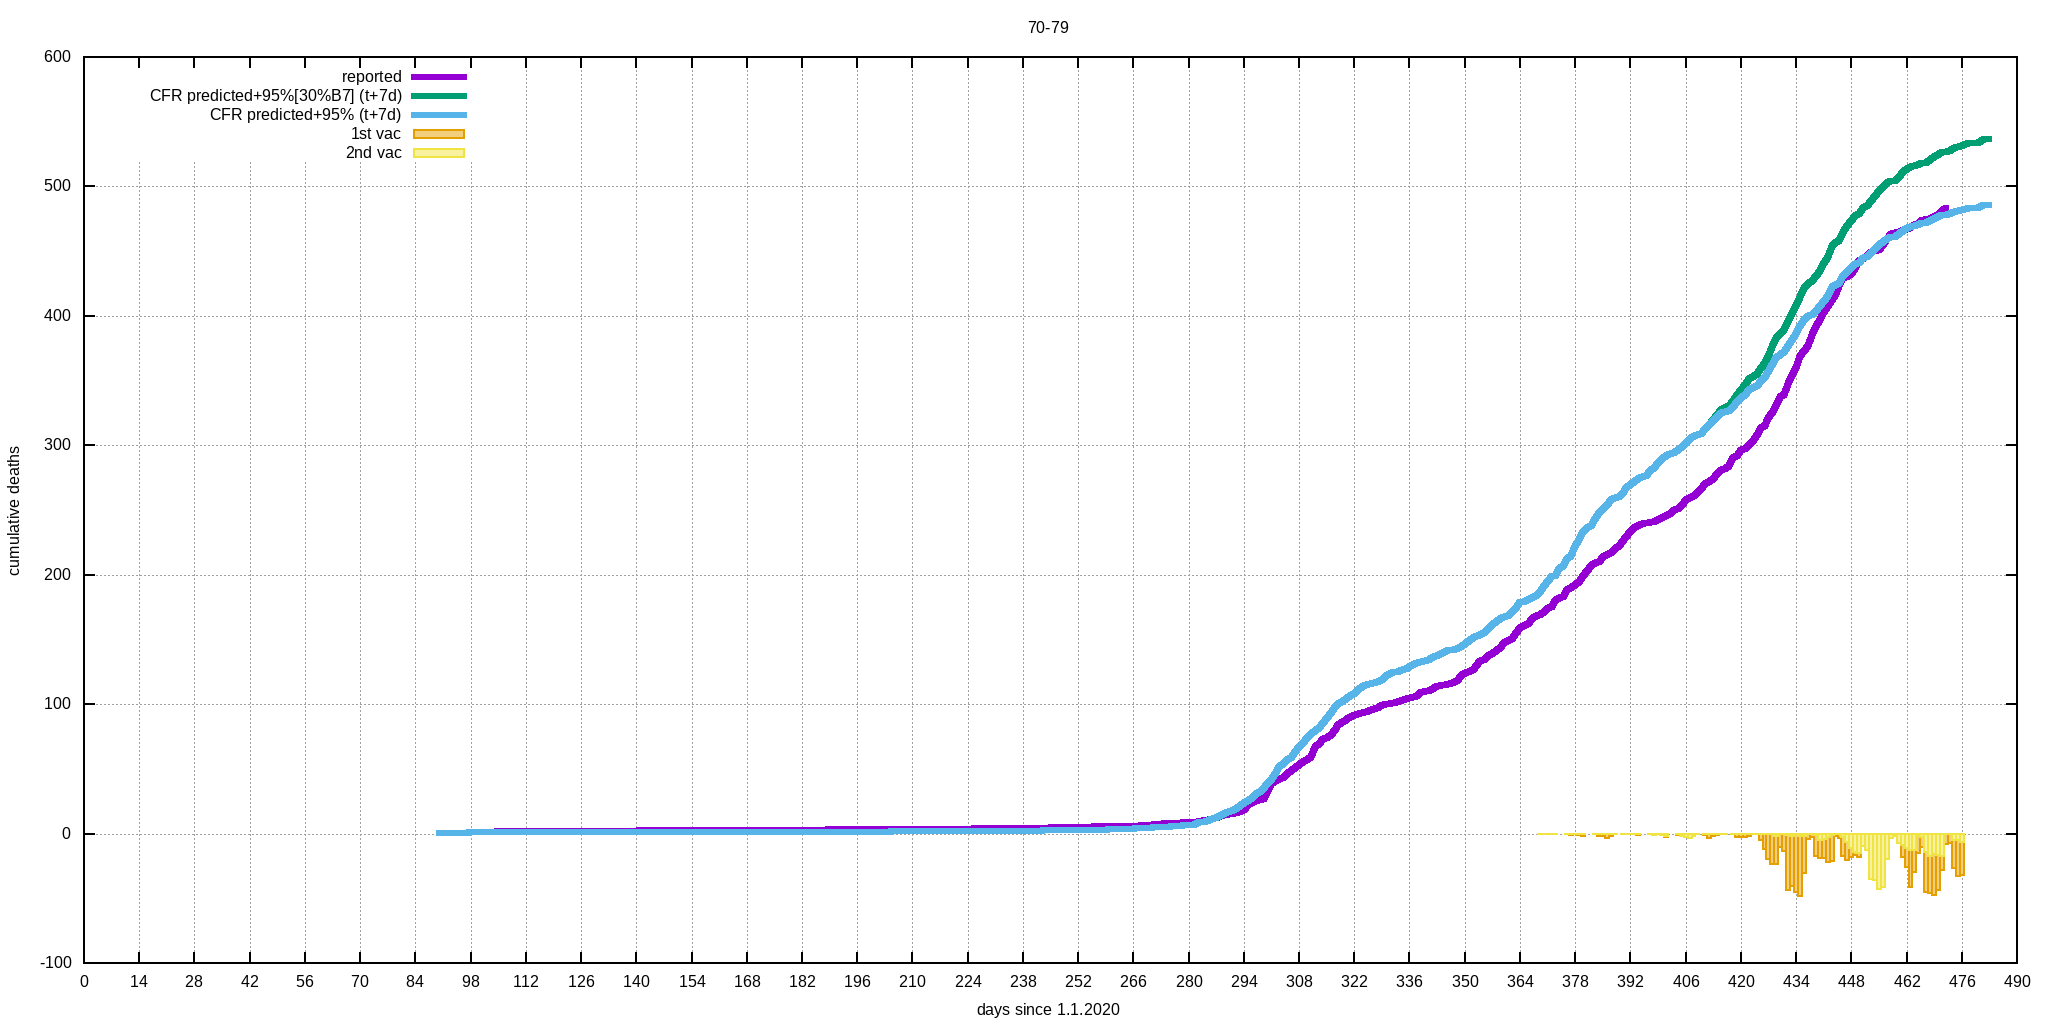 70-79
600
reported
CFR predicted+95%[30%B7] (t+7d)
CFR predicted+95% (t+7d)
1st vac
2nd vac
500
400
300
200
100
0
-100
cumulative deaths
0 14 28 42 56 70 84 98 112 126 140 154 168 182 196 210 224 238 252 266 280 294 308 322 336 350 364 378 392 406 420 434 448 462 476 490
days since 1.1.2020